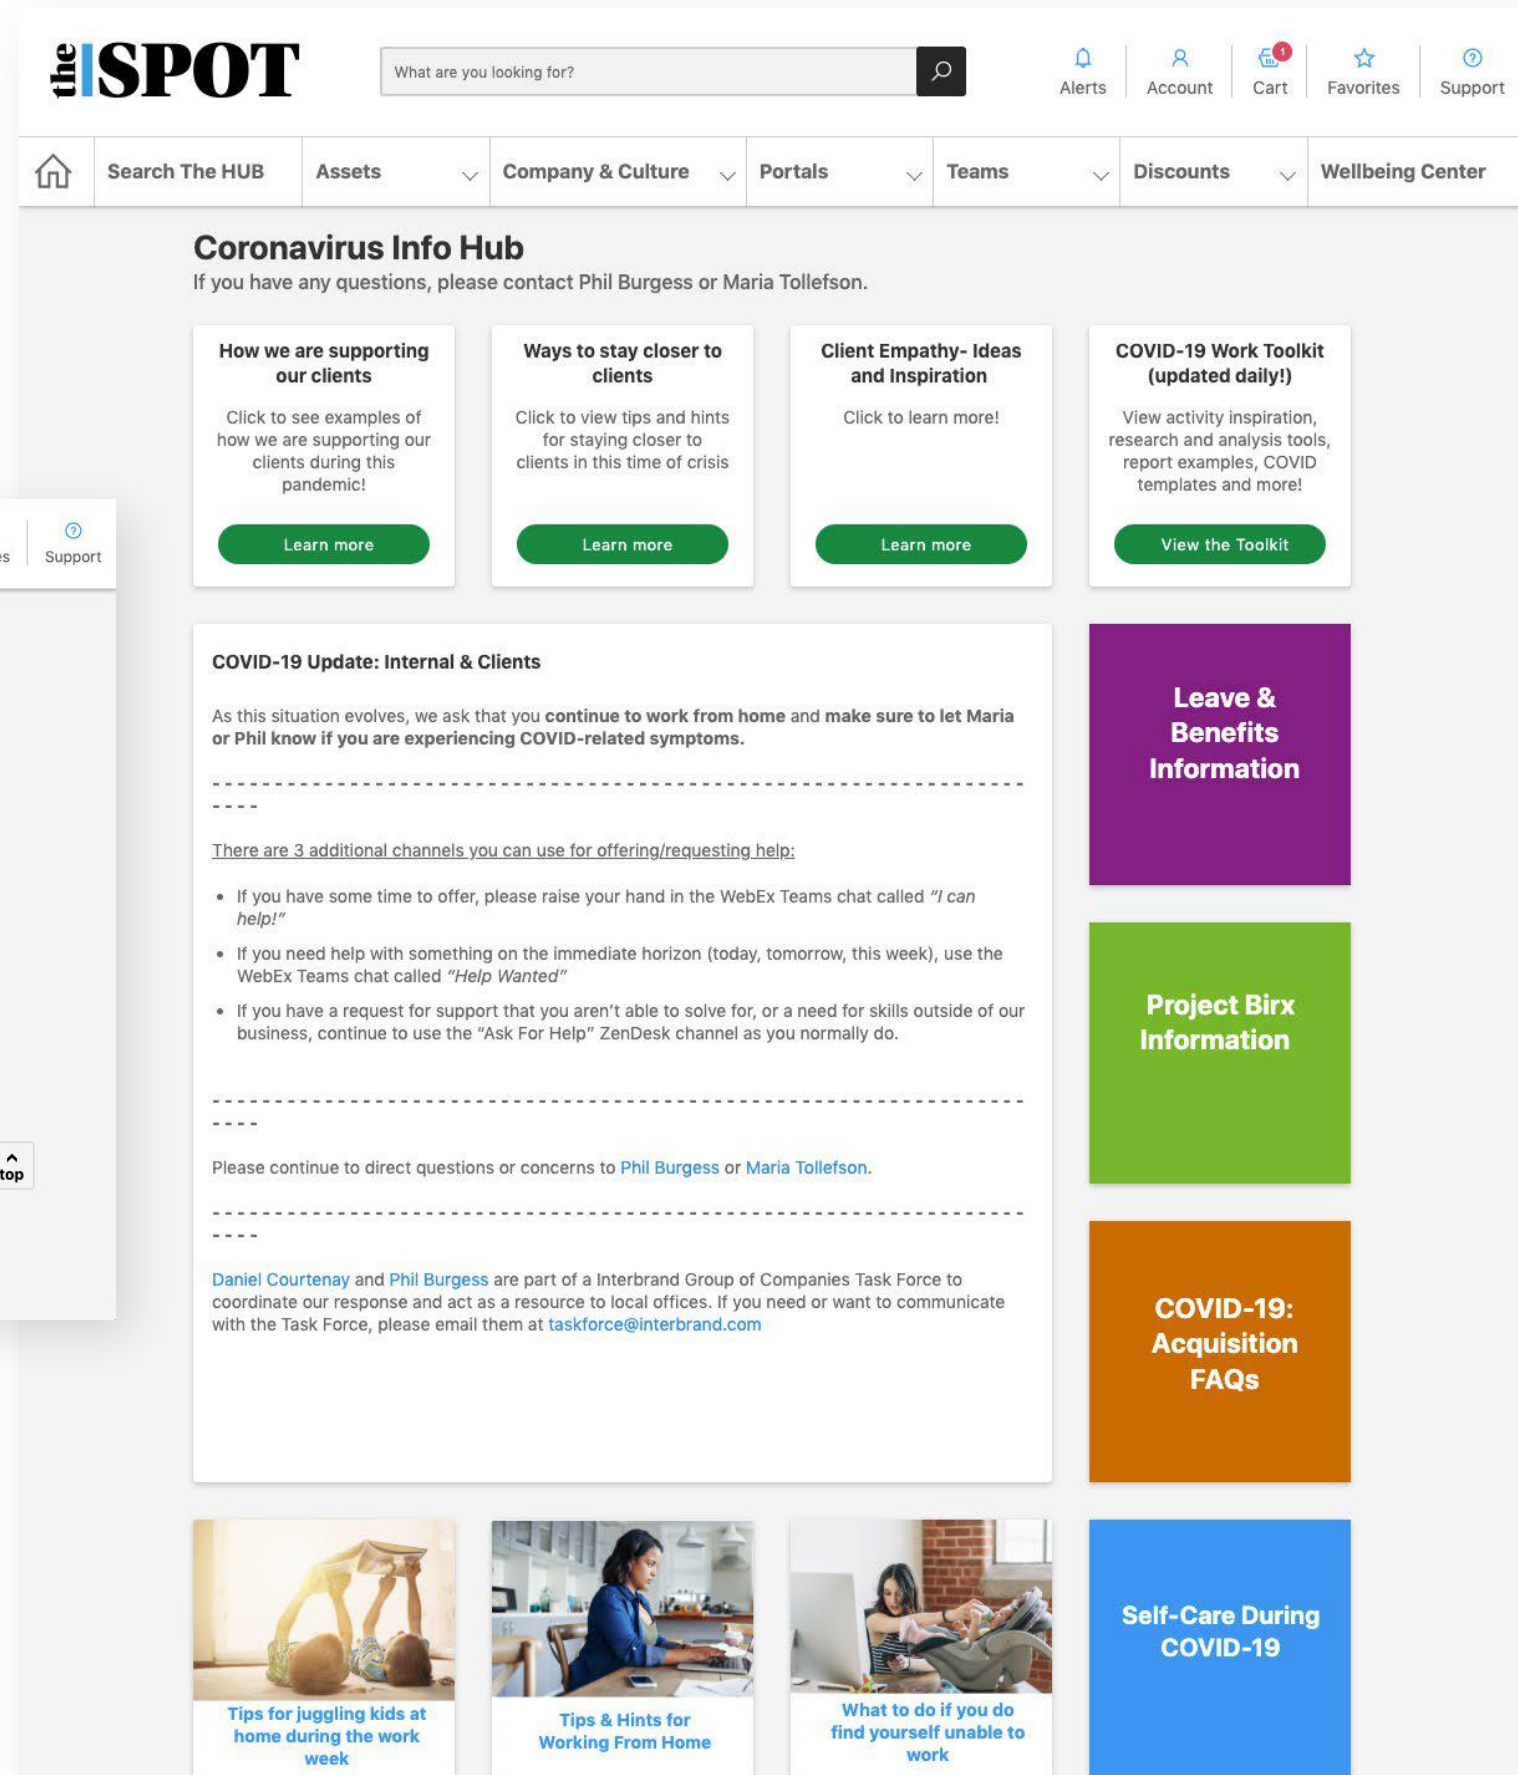 the SPOT
What are you looking for?
1
Alerts
Account
Cart
Favorites
Support
Search The HUB
Assets
Company & Culture
Portals
Teams
Discounts
Wellbeing Center
Coronavirus Info Hub
If you have any questions, please contact Phil Burgess or Maria Tollefson.
How we are supporting
our clients
Click to see examples of
how we are supporting our
clients during this
pandemic!
Learn more
Ways to stay closer to
clients
Click to view tips and hints
for staying closer to
clients in this time of crisis
Learn more
Client Empathy- Ideas
and Inspiration
Click to learn more!
Learn more
COVID-19 Work Toolkit
(updated daily!)
View activity inspiration,
research and analysis tools,
report examples, COVID
templates and more!
View the Toolkit
Support
COVID-19 Update: Internal & Clients
As this situation evolves, we ask that you continue to work from home and make sure to let Maria
or Phil know if you are experiencing COVID-related symptoms.
- - - - - - - - - - - - - - - - - - - - - - - - - - - - - - - - - - - - - - - - - - - - - - - - - - - - - - - - - - - - - - - - -
- - - -
There are 3 additional channels you can use for offering/requesting help:
• If you have some time to offer, please raise your hand in the WebEx Teams chat called “I can
help!”
• If you need help with something on the immediate horizon (today, tomorrow, this week), use the
WebEx Teams chat called “Help Wanted”
• If you have a request for support that you aren’t able to solve for, or a need for skills outside of our
business, continue to use the “Ask For Help” ZenDesk channel as you normally do.
- - - - - - - - - - - - - - - - - - - - - - - - - - - - - - - - - - - - - - - - - - - - - - - - - - - - - - - - - - - - - - - - -
- - - -
Please continue to direct questions or concerns to Phil Burgess or Maria Tollefson.
- - - - - - - - - - - - - - - - - - - - - - - - - - - - - - - - - - - - - - - - - - - - - - - - - - - - - - - - - - - - - - - - -
- - - -
Daniel Courtenay and Phil Burgess are part of a Interbrand Group of Companies Task Force to
coordinate our response and act as a resource to local offices. If you need or want to communicate
with the Task Force, please email them at taskforce@interbrand.com
top
Leave &
Benefits
Information
Project Birx
Information
COVID-19:
Acquisition
FAQs
Self-Care During
COVID-19
Tips for juggling kids at
home during the work
week
Tips & Hints for
Working From Home
What to do if you do
find yourself unable to
work